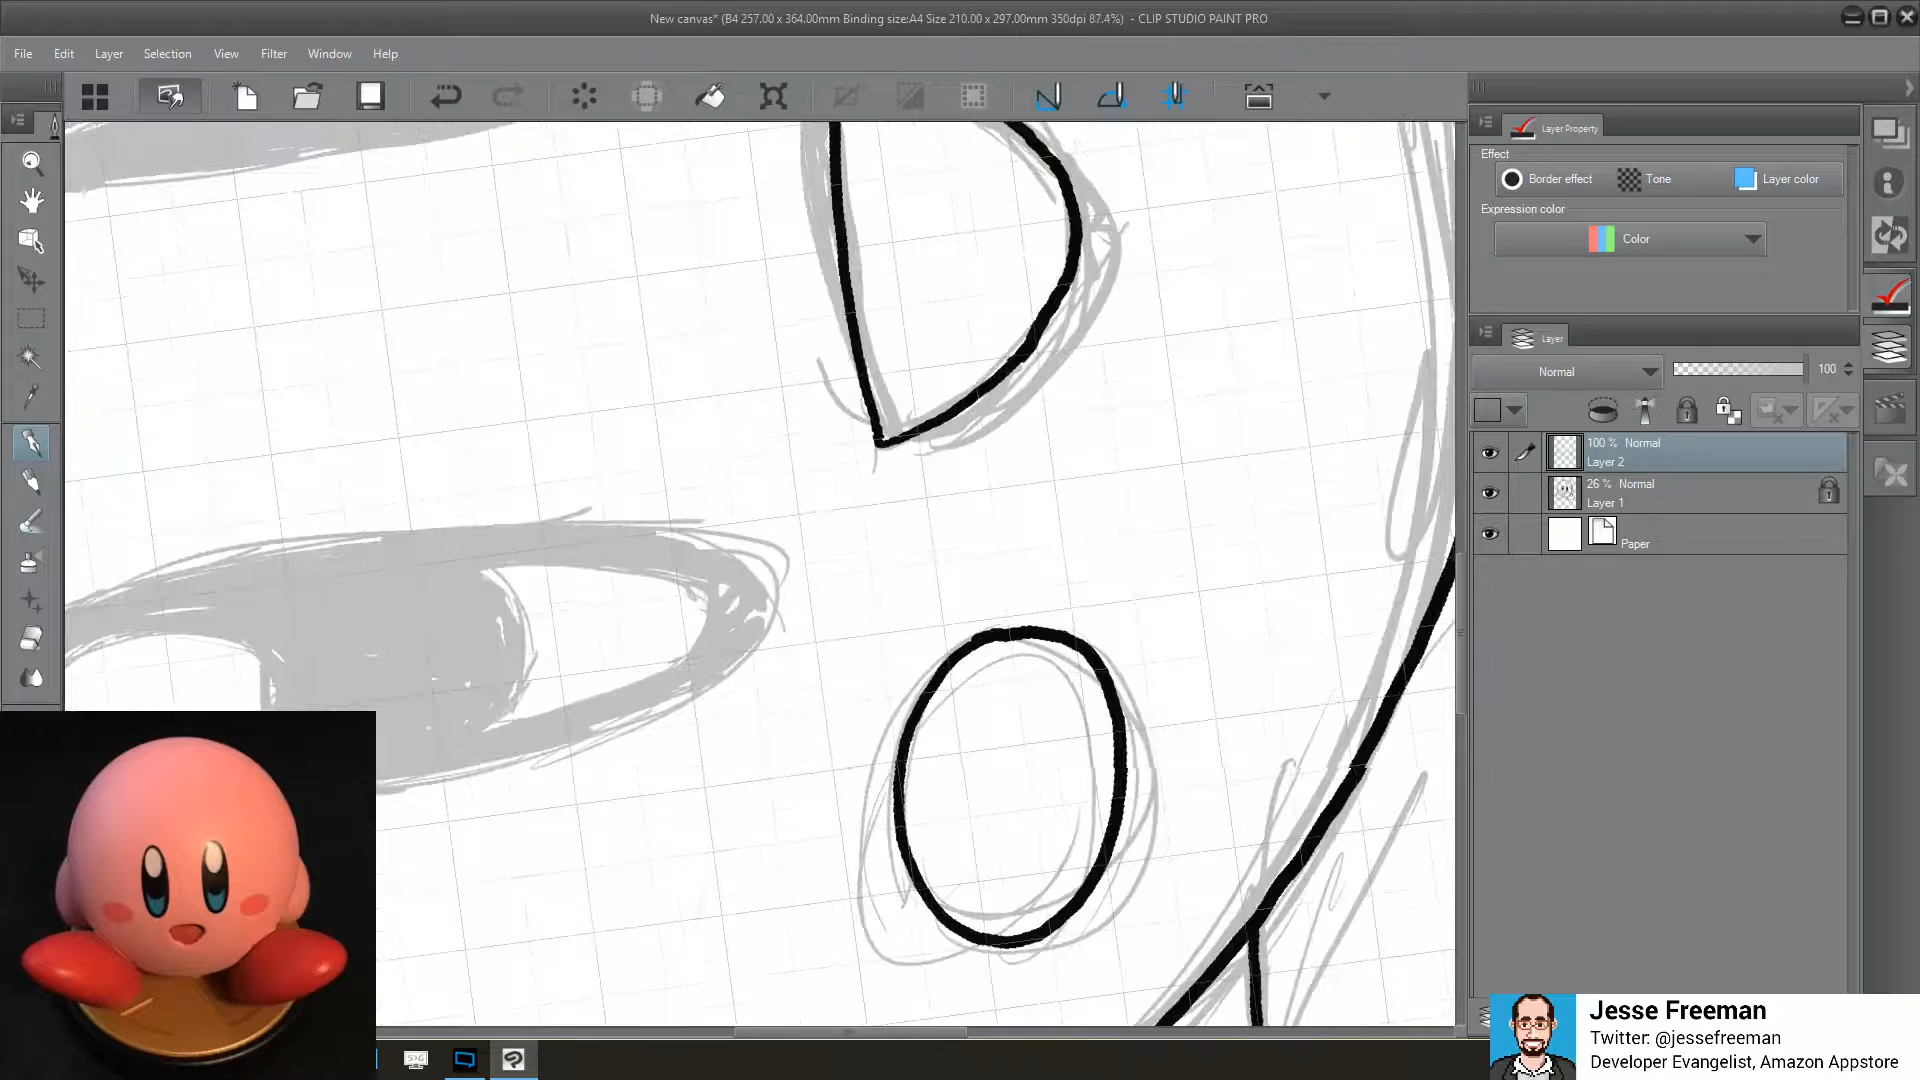 New canvas* (B4 257.00 x 364.00mm Binding size:A4 Size 210.00 x 297.00mm 350dpi 87.4%) - CLIP STUDIO PAINT PRO
File Edit Layer Selection View Filter Window Help
Layer Property
Effect
Border effect Tone Layer color
Expression color
Color
Layer
Normal 100
100 % Normal
Layer 2
26 % Normal
Layer 1
Paper
Jesse Freeman
Twitter: @jessefreeman
Developer Evangelist, Amazon Appstore